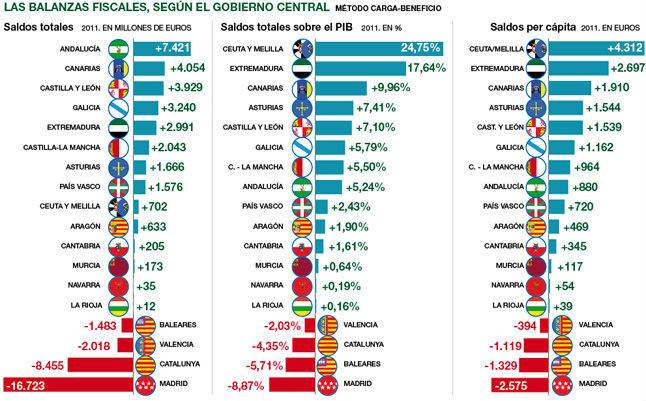 LAS BALANZAS FISCALES, SEGÚN EL GOBIERNO CENTRAL MÉTODO CARGA-BENEFICIO
Saldos totales 2011. EN MILLONES DE EUROS
ANDALUCÍA +7.421
CANARIAS +4.054
CASTILLA Y LEÓN +3.929
GALICIA +3.240
EXTREMADURA +2.991
CASTILLA-LA MANCHA +2.043
ASTURIAS +1.666
PAÍS VASCO +1.576
CEUTA Y MELILLA +702
ARAGÓN +633
CANTABRIA +205
MURCIA +173
NAVARRA +35
LA RIOJA +12
-1.483 BALEARES
-2.018 VALENCIA
-8.455 CATALUNYA
-16.723 MADRID
Saldos totales sobre el PIB 2011. EN %
CEUTA Y MELILLA 24,75%
EXTREMADURA 17,64%
CANARIAS +9,96%
ASTURIAS +7,41%
CASTILLA Y LEÓN +7,10%
GALICIA +5,79%
C. - LA MANCHA +5,50%
ANDALUCÍA +5,24%
PAÍS VASCO +2,43%
ARAGÓN +1,90%
CANTABRIA +1,61%
MURCIA +0,64%
NAVARRA +0,19%
LA RIOJA +0,16%
-2,03% VALENCIA
-4,35% CATALUNYA
-5,71% BALEARES
-8,87% MADRID
Saldos per cápita 2011. EN EUROS
CEUTA/MELILLA +4.312
EXTREMADURA +2.697
CANARIAS +1.910
ASTURIAS +1.544
CAST. Y LEÓN +1.539
GALICIA +1.162
C. - LA MANCHA +964
ANDALUCÍA +880
PAÍS VASCO +720
ARAGÓN +469
CANTABRIA +345
MURCIA +117
NAVARRA +54
LA RIOJA +39
-394 VALENCIA
-1.119 CATALUNYA
-1.329 BALEARES
-2.575 MADRID